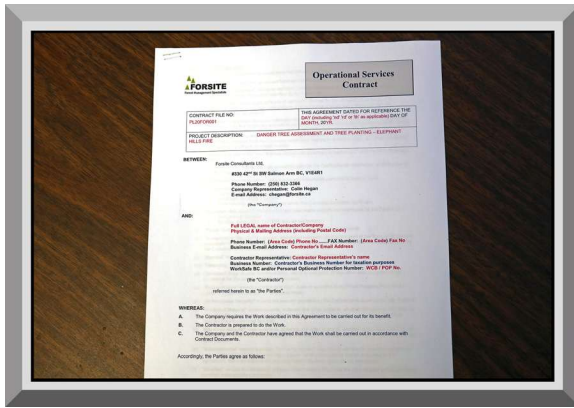 FORSITE
Operational Services
Contract
CONTRACT FILE NO:
PL20FOR001
THIS AGREEMENT DATED FOR REFERENCE THE
DAY (including 'nd' 'rd' or 'th' as applicable) DAY OF
MONTH, 20YR.
PROJECT DESCRIPTION: DANGER TREE ASSESSMENT AND TREE PLANTING – ELEPHANT
HILLS FIRE
BETWEEN:
Forsite Consultants Ltd.
#330 42ND St SW Salmon Arm BC, V1E4R1
Phone Number: (250) 832-3366
Company Representative: Colin Hegan
E-mail Address: chegan@forsite.ca
(the "Company")
AND:
Full LEGAL name of Contractor/Company
Physical & Mailing Address (including Postal Code)
Phone Number: (Area Code) Phone No......FAX Number: (Area Code) Fax No
Business E-mail Address: Contractor's Email Address
Contractor Representative: Contractor Representative's name
Business Number: Contractor's Business Number for taxation purposes
WorkSafe BC and/or Personal Optional Protection Number: WCB / POP No.
(the "Contractor")
referred herein to as "the Parties".
WHEREAS:
A. The Company requires the Work described in this Agreement to be carried out for its benefit.
B. The Contractor is prepared to do the Work.
C. The Company and the Contractor have agreed that the Work shall be carried out in accordance with
Contract Documents.
Accordingly, the Parties agree as follows: